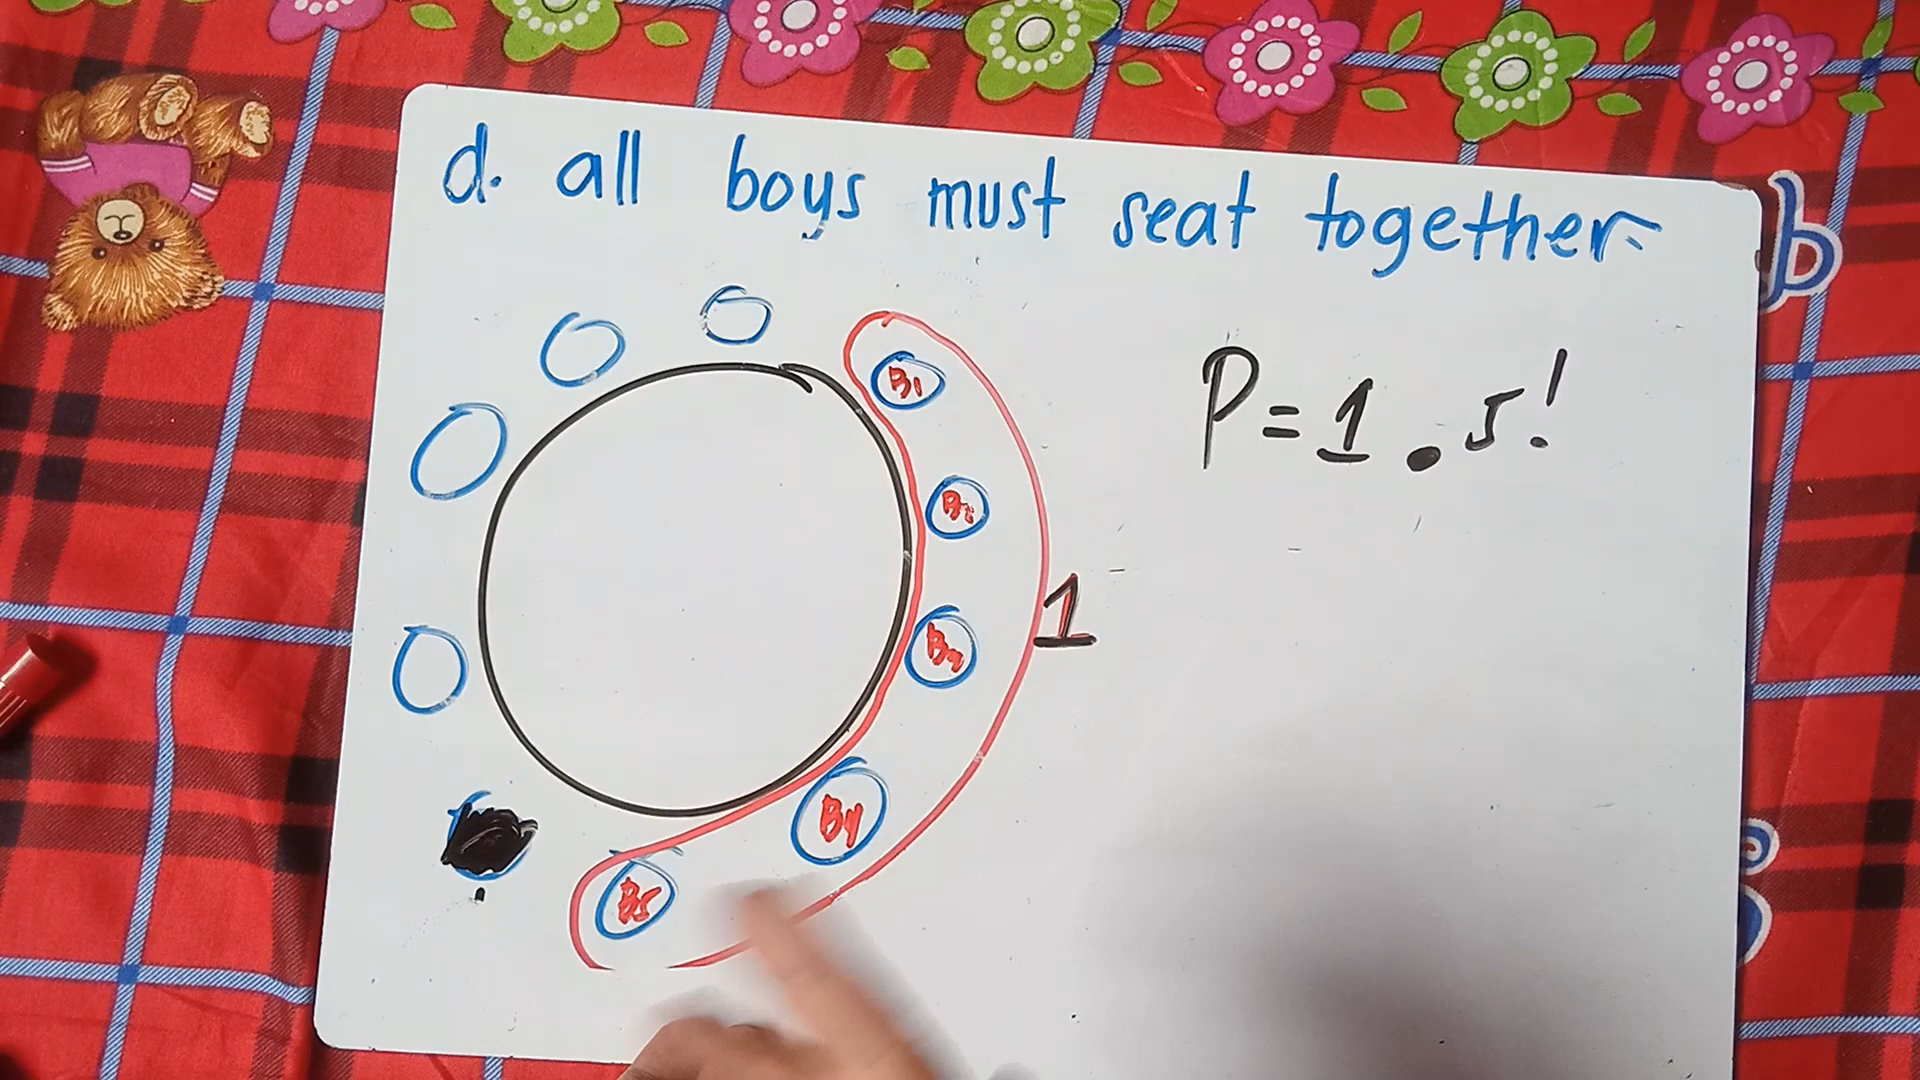 d. all boys must seat together
P = 1 . 5!
B1
B2
B3
1
B4
B5
b